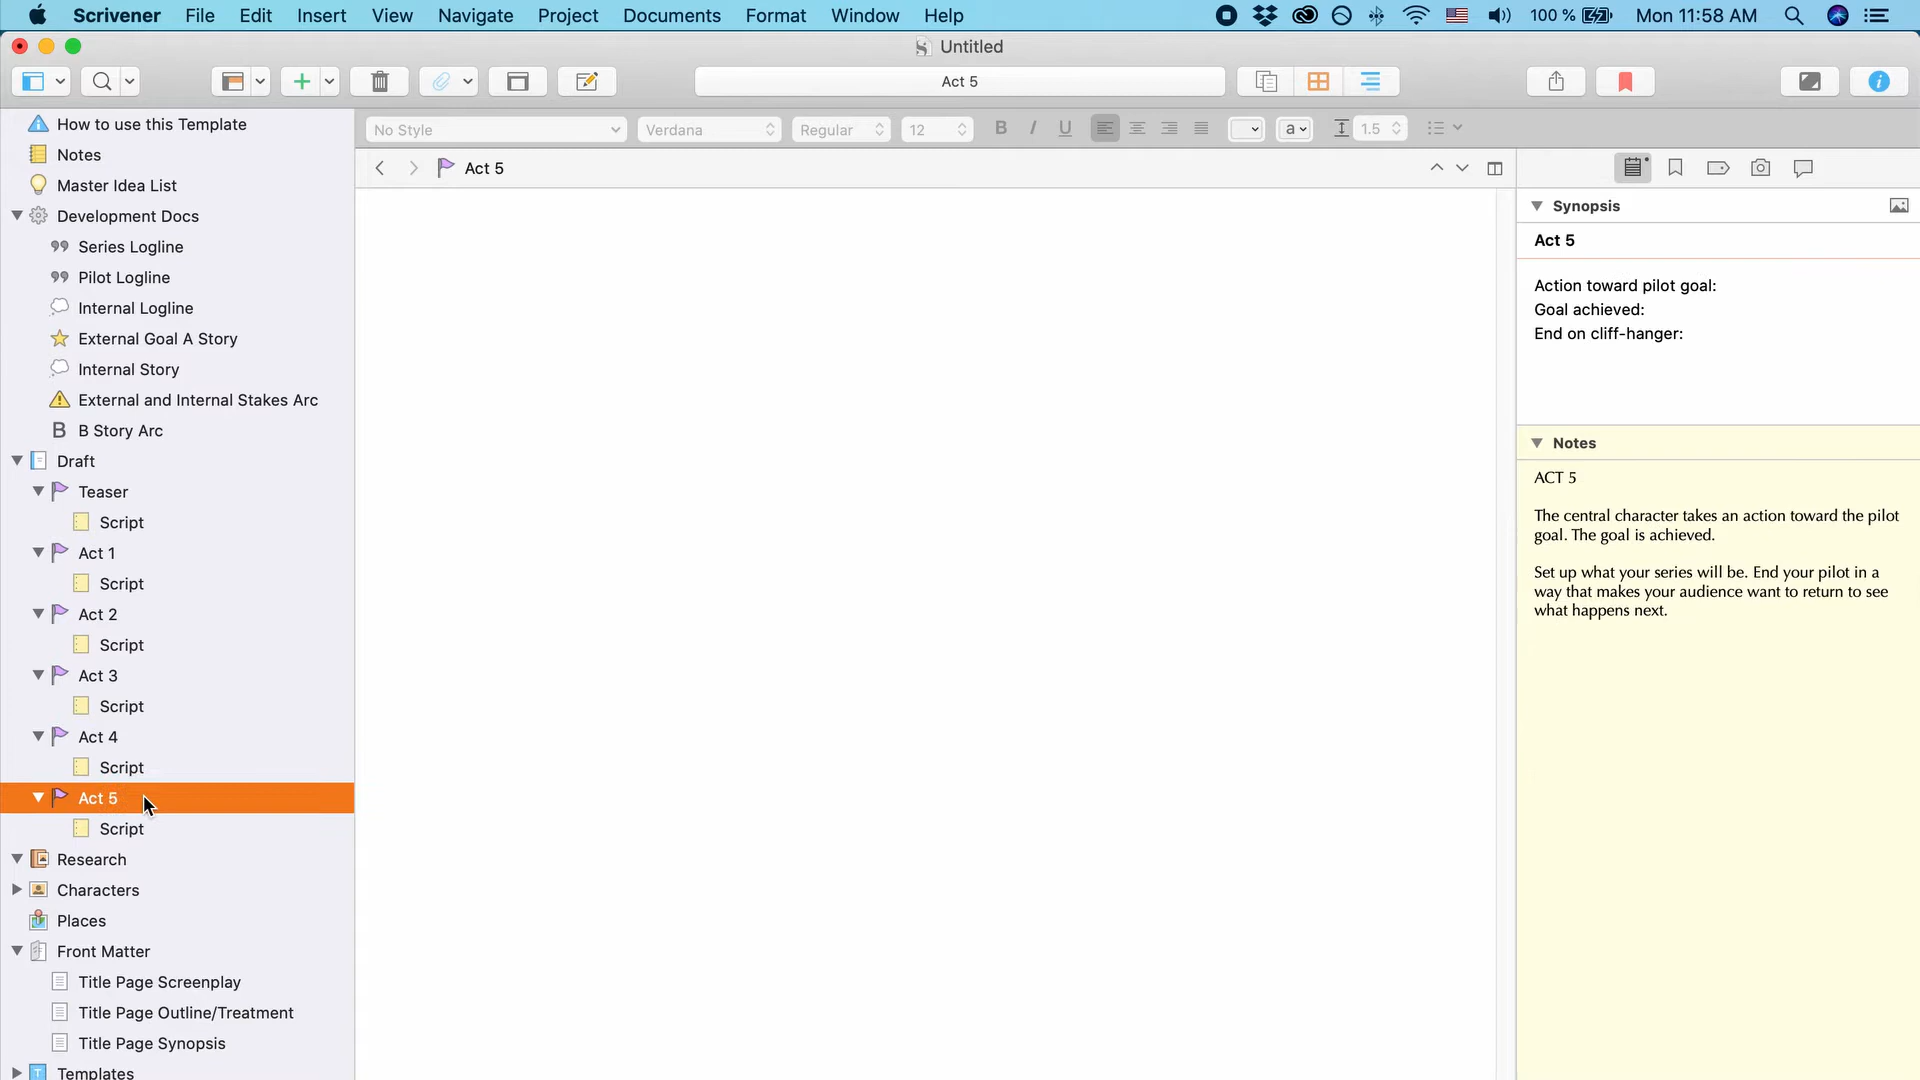 Scrivener File Edit Insert View Navigate Project Documents Format Window Help 100 % Mon 11:58 AM
Untitled
Act 5
How to use this Template
Notes
Master Idea List
Development Docs
Series Logline
Pilot Logline
Internal Logline
External Goal A Story
Internal Story
External and Internal Stakes Arc
B B Story Arc
Draft
Teaser
Script
Act 1
Script
Act 2
Script
Act 3
Script
Act 4
Script
Act 5
Script
Research
Characters
Places
Front Matter
Title Page Screenplay
Title Page Outline/Treatment
Title Page Synopsis
T Templates
No Style Verdana Regular 12 B I U a 1.5
Act 5
Synopsis
Act 5
Action toward pilot goal:
Goal achieved:
End on cliff-hanger:
Notes
ACT 5
The central character takes an action toward the pilot
goal. The goal is achieved.
Set up what your series will be. End your pilot in a
way that makes your audience want to return to see
what happens next.